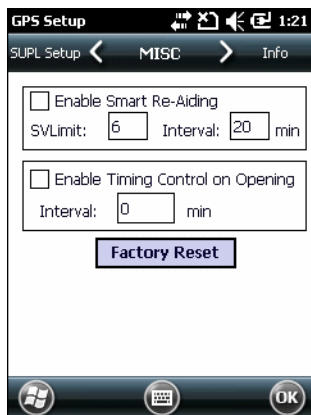 GPS Setup 1:21
SUPL Setup MISC Info
Enable Smart Re-Aiding
SVLimit: 6 Interval: 20 min
Enable Timing Control on Opening
Interval: 0 min
Factory Reset
OK